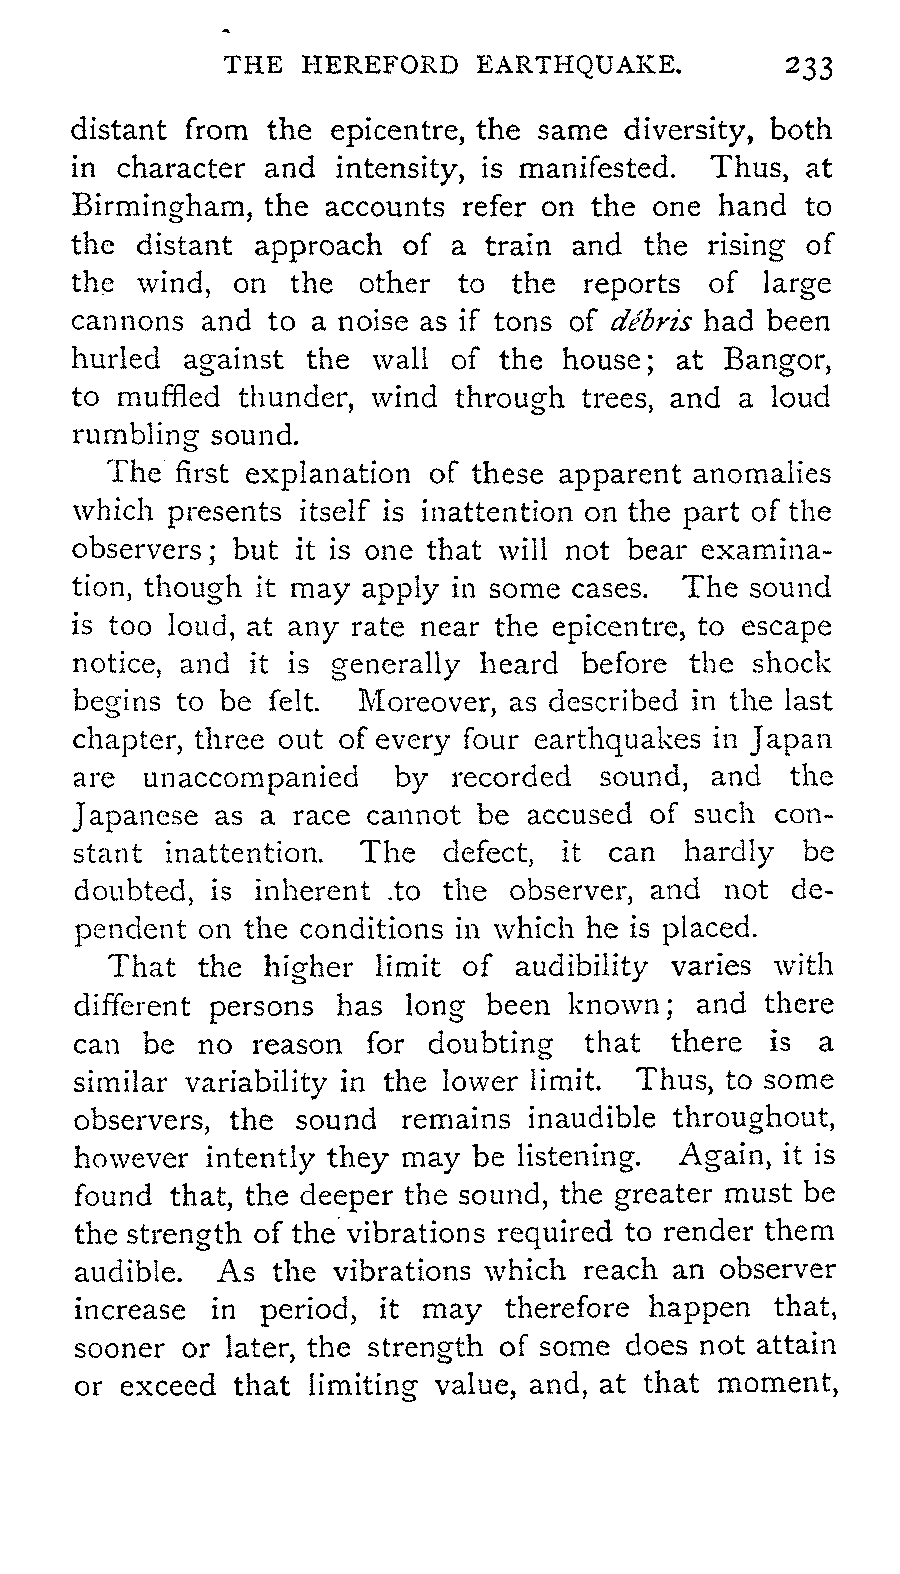 THE HEREFORD EARTHQUAKE. 233
distant from the epicentre, the same diversity, both
in character and intensity, is manifested. Thus, at
Birmingham, the accounts refer on the one hand to
the distant approach of a train and the rising of
the wind, on the other to the reports of large
cannons and to a noise as if tons of débris had been
hurled against the wall of the house; at Bangor,
to muffled thunder, wind through trees, and a loud
rumbling sound.
The first explanation of these apparent anomalies
which presents itself is inattention on the part of the
observers; but it is one that will not bear examina-
tion, though it may apply in some cases. The sound
is too loud, at any rate near the epicentre, to escape
notice, and it is generally heard before the shock
begins to be felt. Moreover, as described in the last
chapter, three out of every four earthquakes in Japan
are unaccompanied by recorded sound, and the
Japanese as a race cannot be accused of such con-
stant inattention. The defect, it can hardly be
doubted, is inherent .to the observer, and not de-
pendent on the conditions in which he is placed.
That the higher limit of audibility varies with
different persons has long been known; and there
can be no reason for doubting that there is a
similar variability in the lower limit. Thus, to some
observers, the sound remains inaudible throughout,
however intently they may be listening. Again, it is
found that, the deeper the sound, the greater must be
the strength of the vibrations required to render them
audible. As the vibrations which reach an observer
increase in period, it may therefore happen that,
sooner or later, the strength of some does not attain
or exceed that limiting value, and, at that moment,